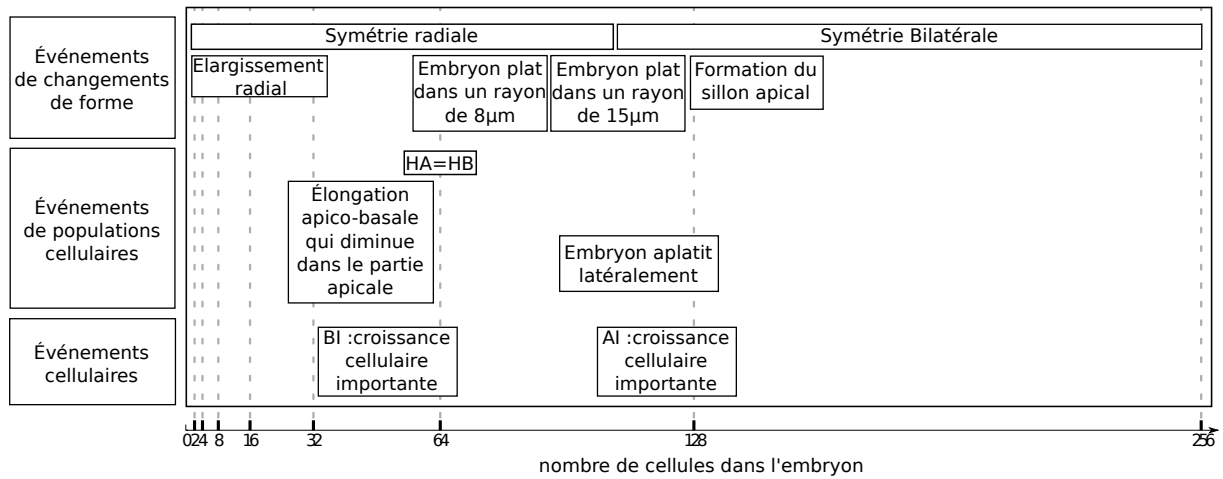 Événements
de changements
de forme
Symétrie radiale
Symétrie Bilatérale
Elargissement
radial
Embryon plat
dans un rayon
de 8µm
Embryon plat
dans un rayon
de 15µm
Formation du
sillon apical
Événements
de populations
cellulaires
HA=HB
Élongation
apico-basale
qui diminue
dans le partie
apicale
Embryon aplatit
latéralement
Événements
cellulaires
BI :croissance
cellulaire
importante
AI :croissance
cellulaire
importante
0 2 4 8 16 32 64 128 256
nombre de cellules dans l'embryon